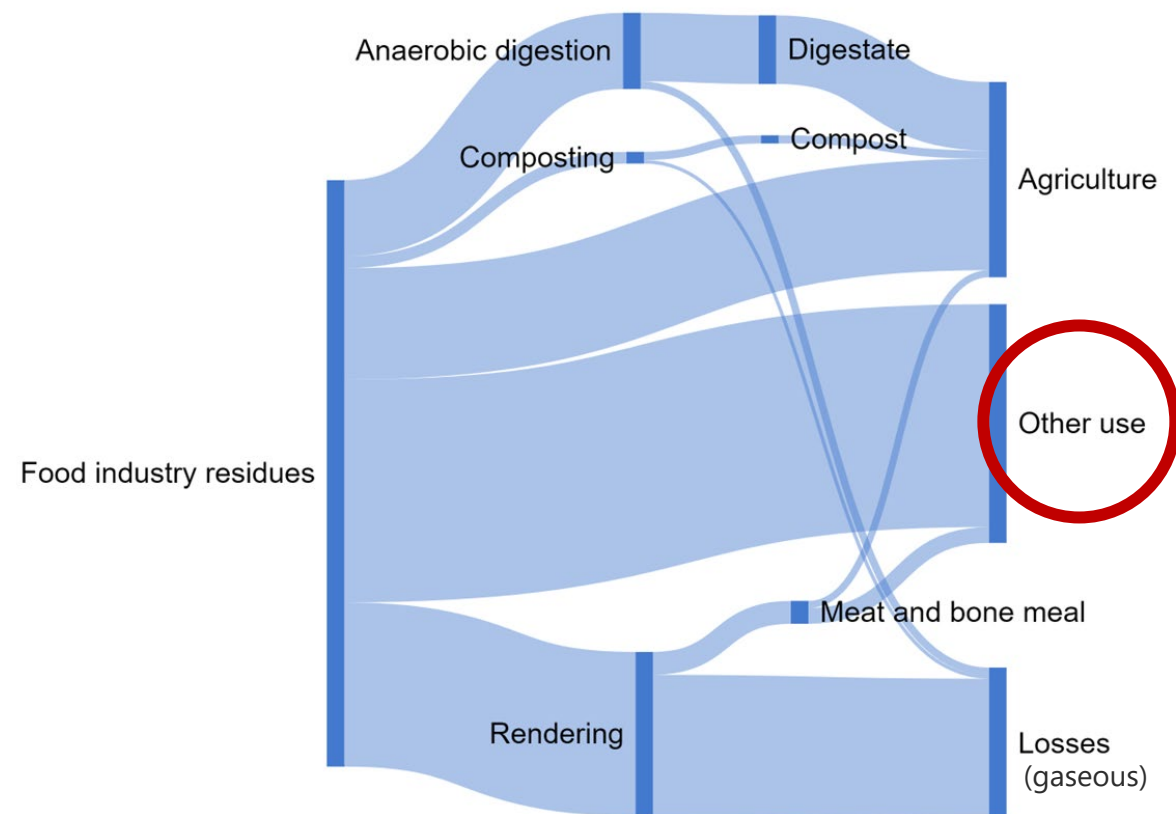 Anaerobic digestion
Digestate
Composting
Compost
Agriculture
Food industry residues
Other use
Meat and bone meal
Rendering
Losses
(gaseous)